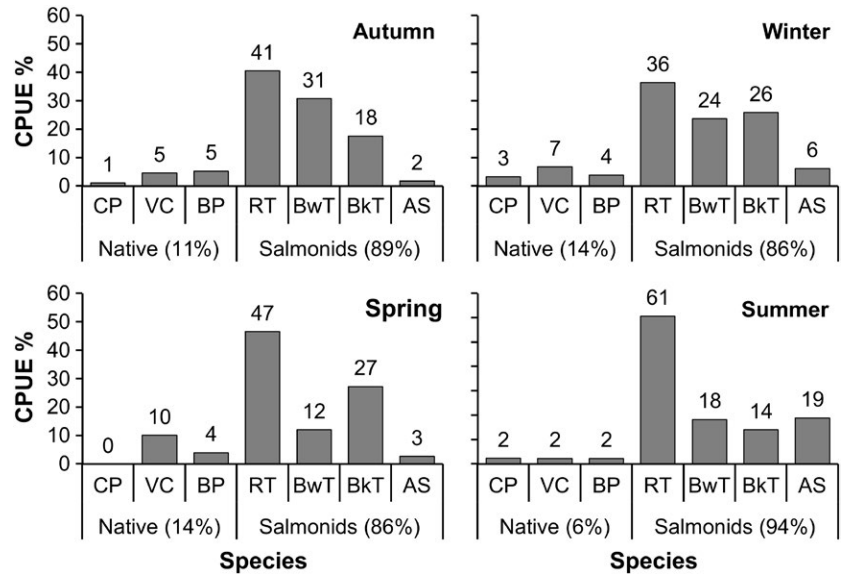 60
50
40
30
20
10
0
CPUE %
Autumn
1
5
5
41
31
18
2
CP VC BP RT BwT BkT AS
Native (11%) Salmonids (89%)
Winter
3
7
4
36
24
26
6
CP VC BP RT BwT BkT AS
Native (14%) Salmonids (86%)
60
50
40
30
20
10
0
CPUE %
Spring
0
10
4
47
12
27
3
CP VC BP RT BwT BkT AS
Native (14%) Salmonids (86%)
Species
Summer
2
2
2
61
18
14
19
CP VC BP RT BwT BkT AS
Native (6%) Salmonids (94%)
Species